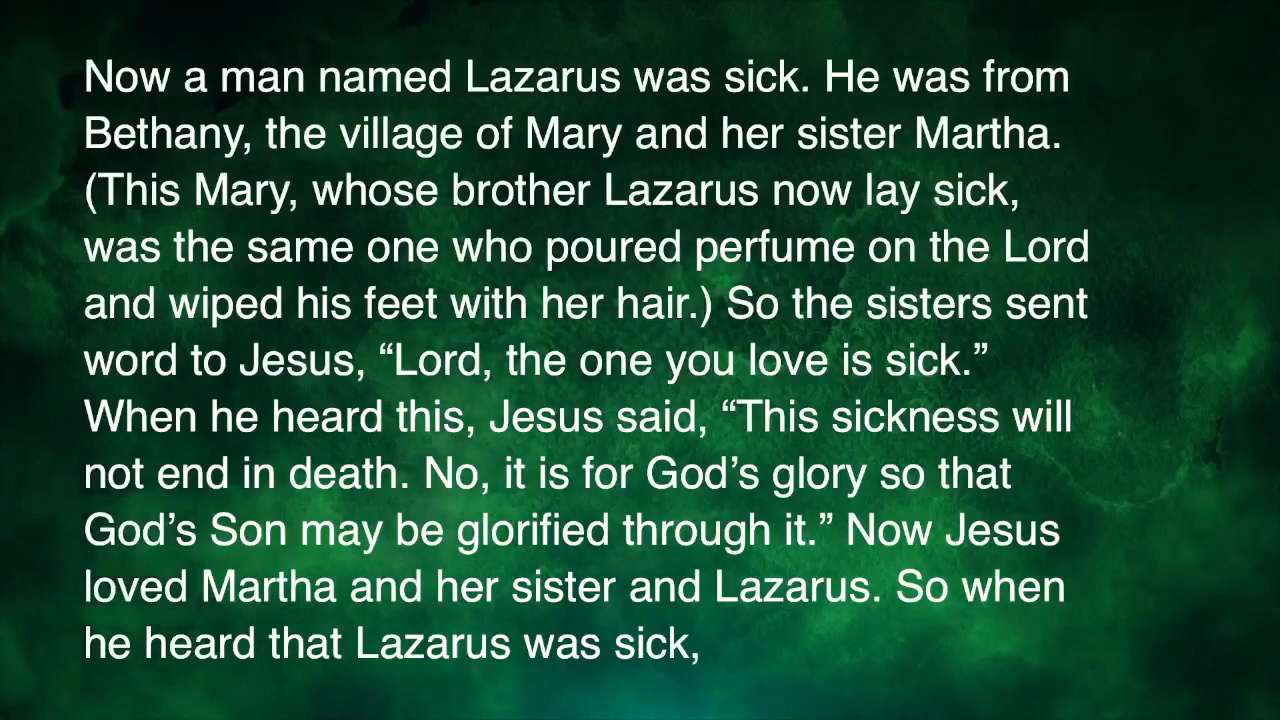 Now a man named Lazarus was sick. He was from
Bethany, the village of Mary and her sister Martha.
(This Mary, whose brother Lazarus now lay sick,
was the same one who poured perfume on the Lord
and wiped his feet with her hair.) So the sisters sent
word to Jesus, “Lord, the one you love is sick.”
When he heard this, Jesus said, “This sickness will
not end in death. No, it is for God’s glory so that
God’s Son may be glorified through it.” Now Jesus
loved Martha and her sister and Lazarus. So when
he heard that Lazarus was sick,